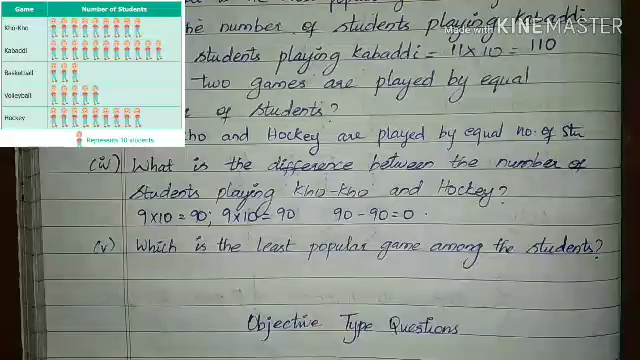 Game Number of Students
Kho-Kho
Kabaddi
Basketball
Volleyball
Hockey
Represents 10 students.
Made with
KINEMASTER
the number of students playing Kabaddi
students playing kabaddi = 11 x 10 = 110
two games are played by equal
of students?
and Hockey are played by equal no. of stu
(iv) What is the difference between the number of
students playing Kho-Kho and Hockey?
9 x 10 = 90; 9 x 10 = 90 90 - 90 = 0.
(v) Which is the least popular game among the students?
Objective Type Questions